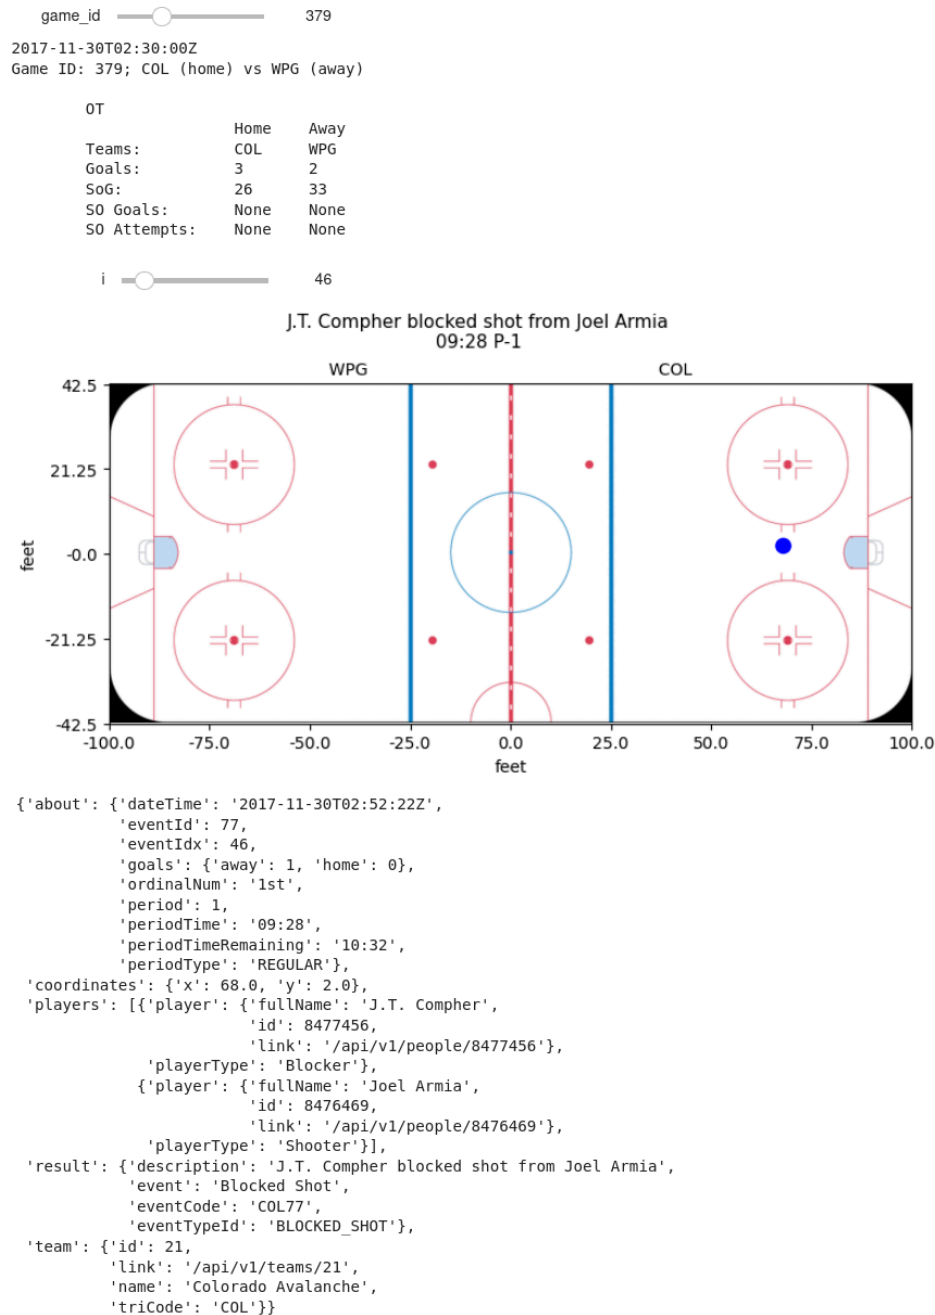 game_id 379
2017-11-30T02:30:00Z
Game ID: 379; COL (home) vs WPG (away)
OT
Home Away
Teams: COL WPG
Goals: 3 2
SoG: 26 33
SO Goals: None None
SO Attempts: None None
i 46
J.T. Compher blocked shot from Joel Armia
09:28 P-1
WPG COL
42.5
21.25
-0.0
-21.25
-42.5
feet
-100.0 -75.0 -50.0 -25.0 0.0 25.0 50.0 75.0 100.0
feet
{'about': {'dateTime': '2017-11-30T02:52:22Z',
'eventId': 77,
'eventIdx': 46,
'goals': {'away': 1, 'home': 0},
'ordinalNum': '1st',
'period': 1,
'periodTime': '09:28',
'periodTimeRemaining': '10:32',
'periodType': 'REGULAR'},
'coordinates': {'x': 68.0, 'y': 2.0},
'players': [{'player': {'fullName': 'J.T. Compher',
'id': 8477456,
'link': '/api/v1/people/8477456'},
'playerType': 'Blocker'},
{'player': {'fullName': 'Joel Armia',
'id': 8476469,
'link': '/api/v1/people/8476469'},
'playerType': 'Shooter'}],
'result': {'description': 'J.T. Compher blocked shot from Joel Armia',
'event': 'Blocked Shot',
'eventCode': 'COL77',
'eventTypeId': 'BLOCKED_SHOT'},
'team': {'id': 21,
'link': '/api/v1/teams/21',
'name': 'Colorado Avalanche',
'triCode': 'COL'}}